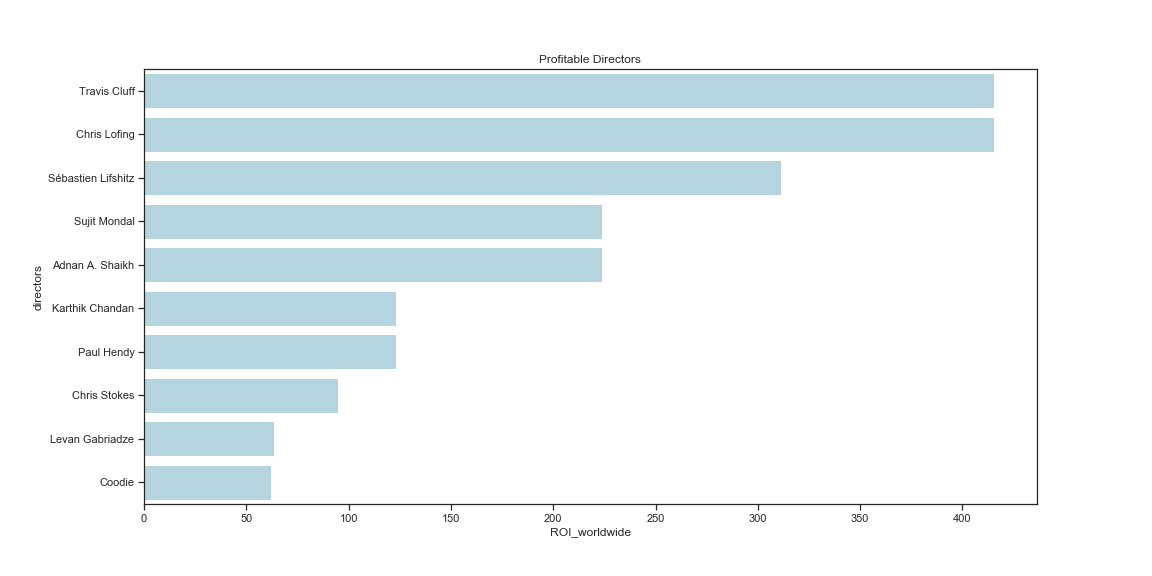 Profitable Directors
directors
Travis Cluff
Chris Lofing
Sébastien Lifshitz
Sujit Mondal
Adnan A. Shaikh
Karthik Chandan
Paul Hendy
Chris Stokes
Levan Gabriadze
Coodie
0 50 100 150 200 250 300 350 400
ROI_worldwide